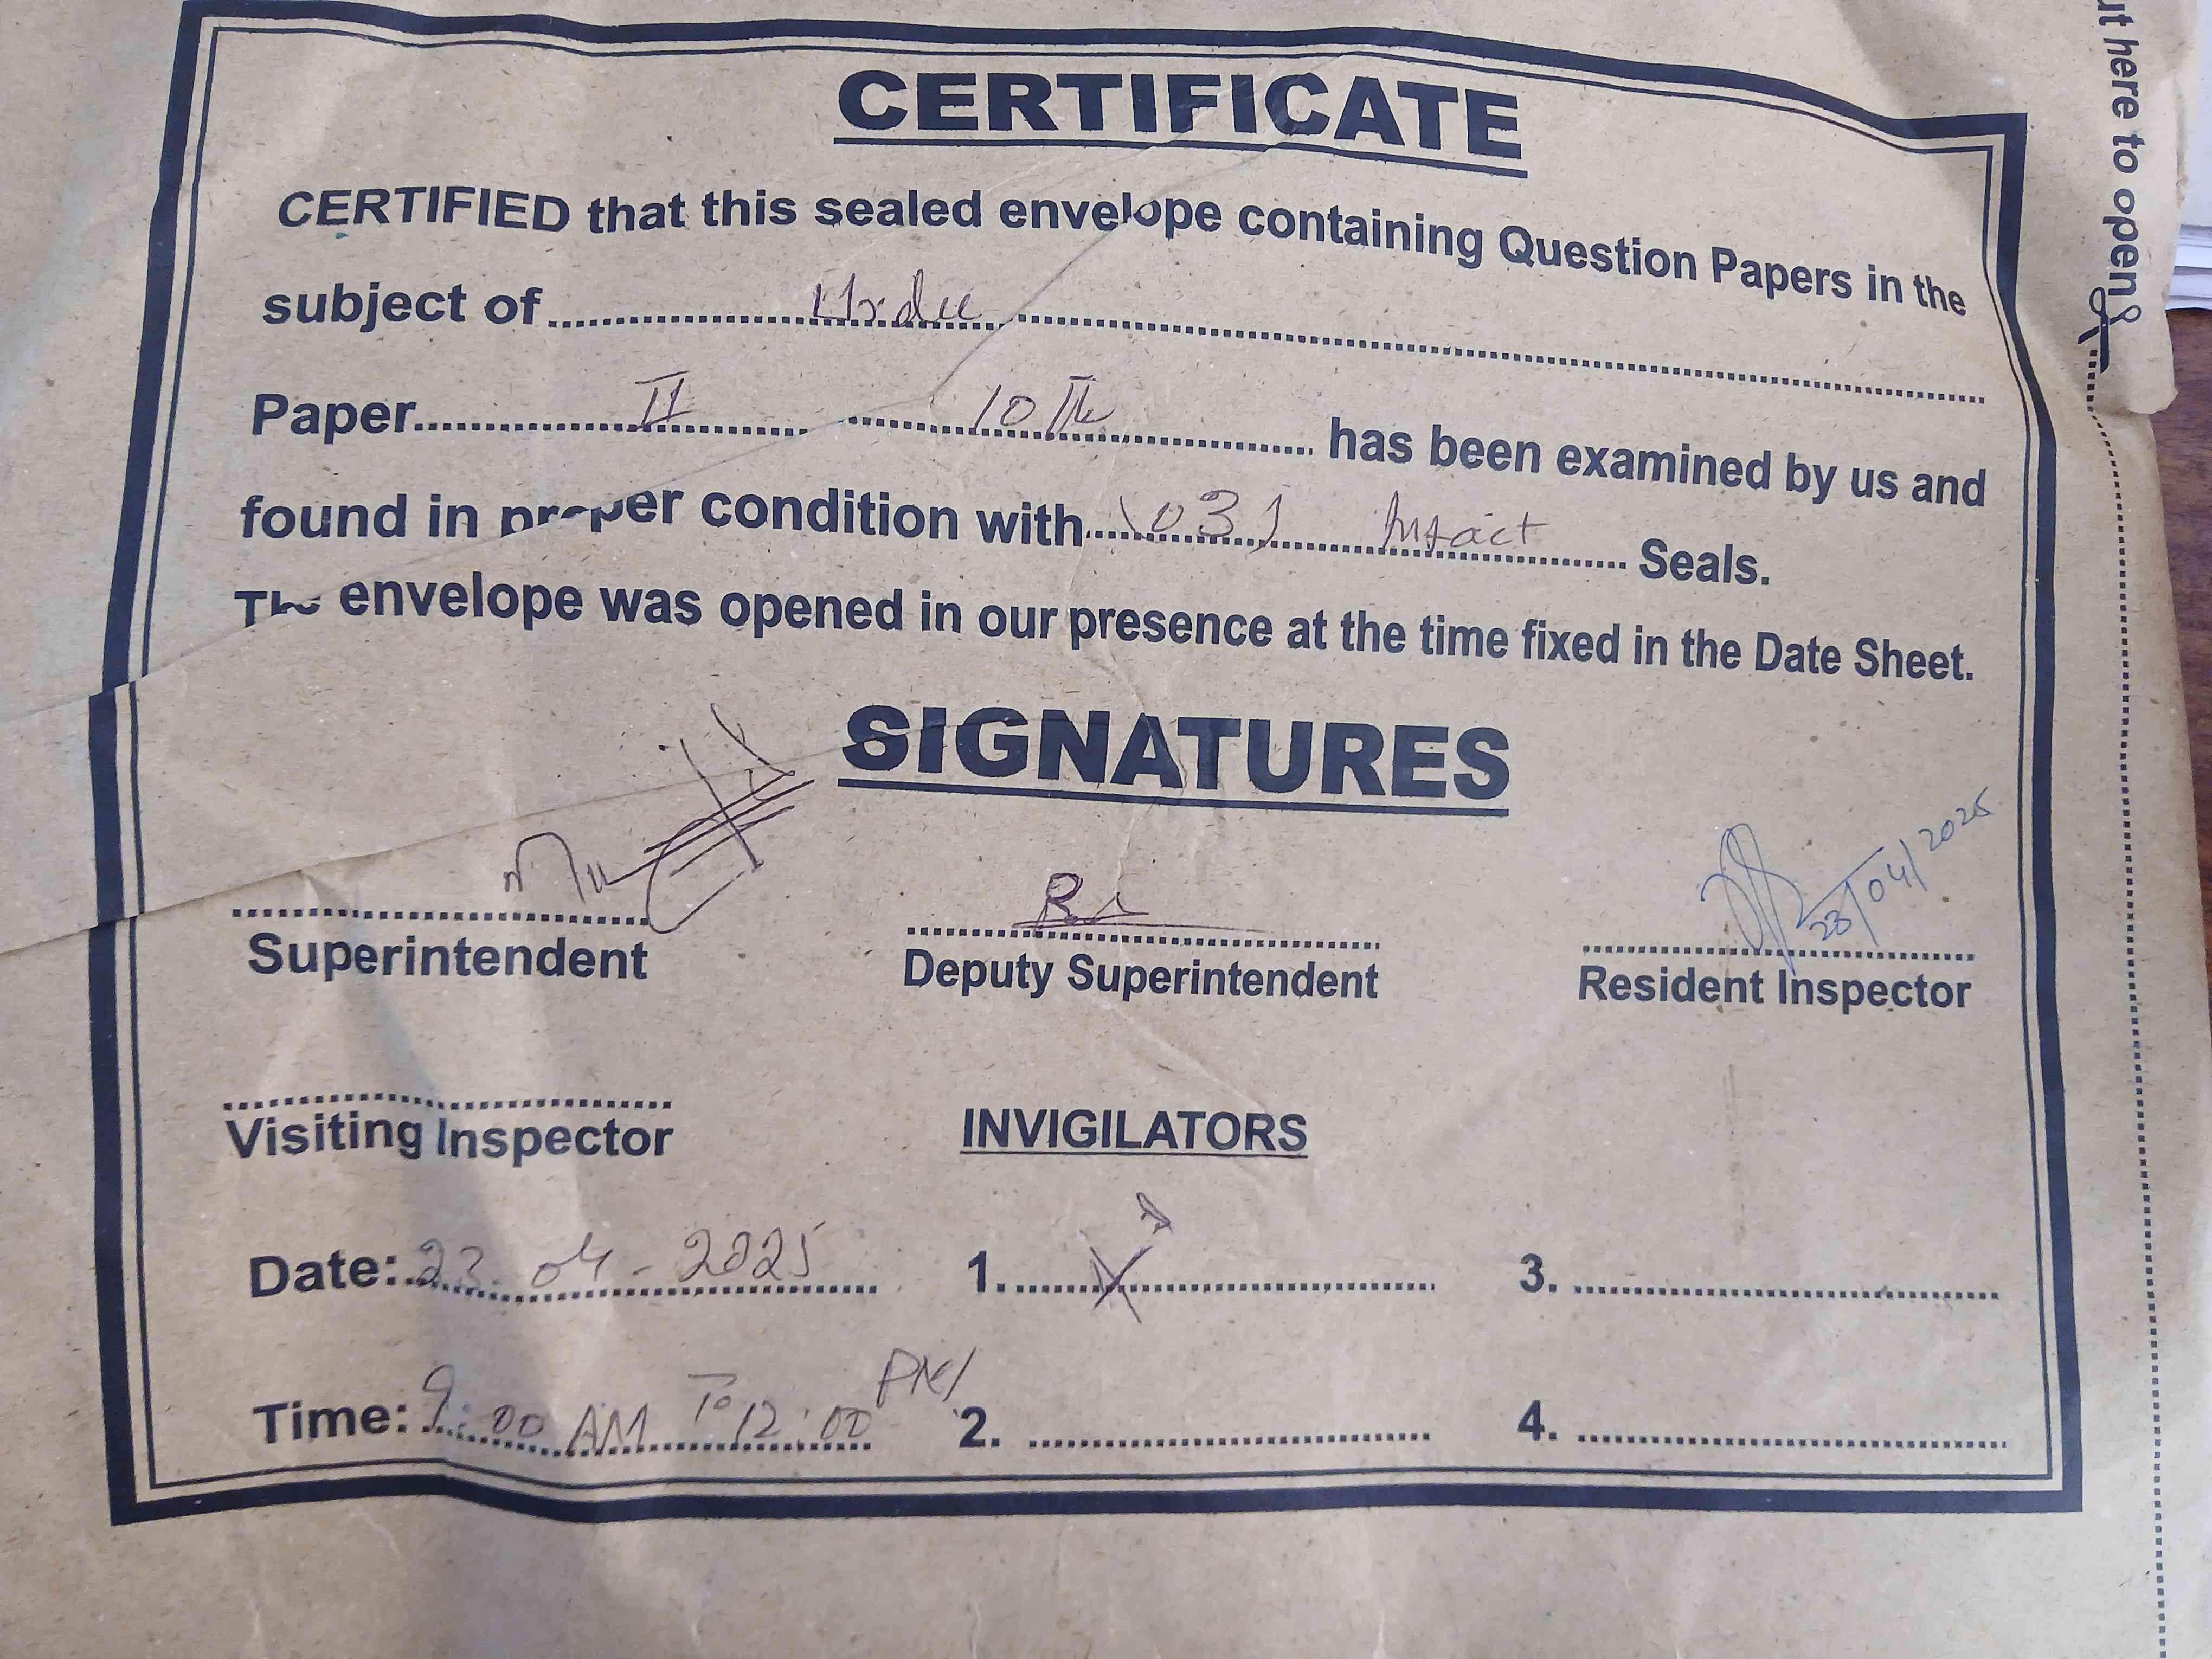 ut here to open
CERTIFICATE
CERTIFIED that this sealed envelope containing Question Papers in the
subject of Urdu
Paper II 10th has been examined by us and
found in proper condition with (03) Intact Seals.
The envelope was opened in our presence at the time fixed in the Date Sheet.
SIGNATURES
23/04/2025
Superintendent Deputy Superintendent Resident Inspector
Visiting Inspector INVIGILATORS
Date: 23-04-2025 1. 3.
Time: 9:00 AM To 12:00 PM 2. 4.